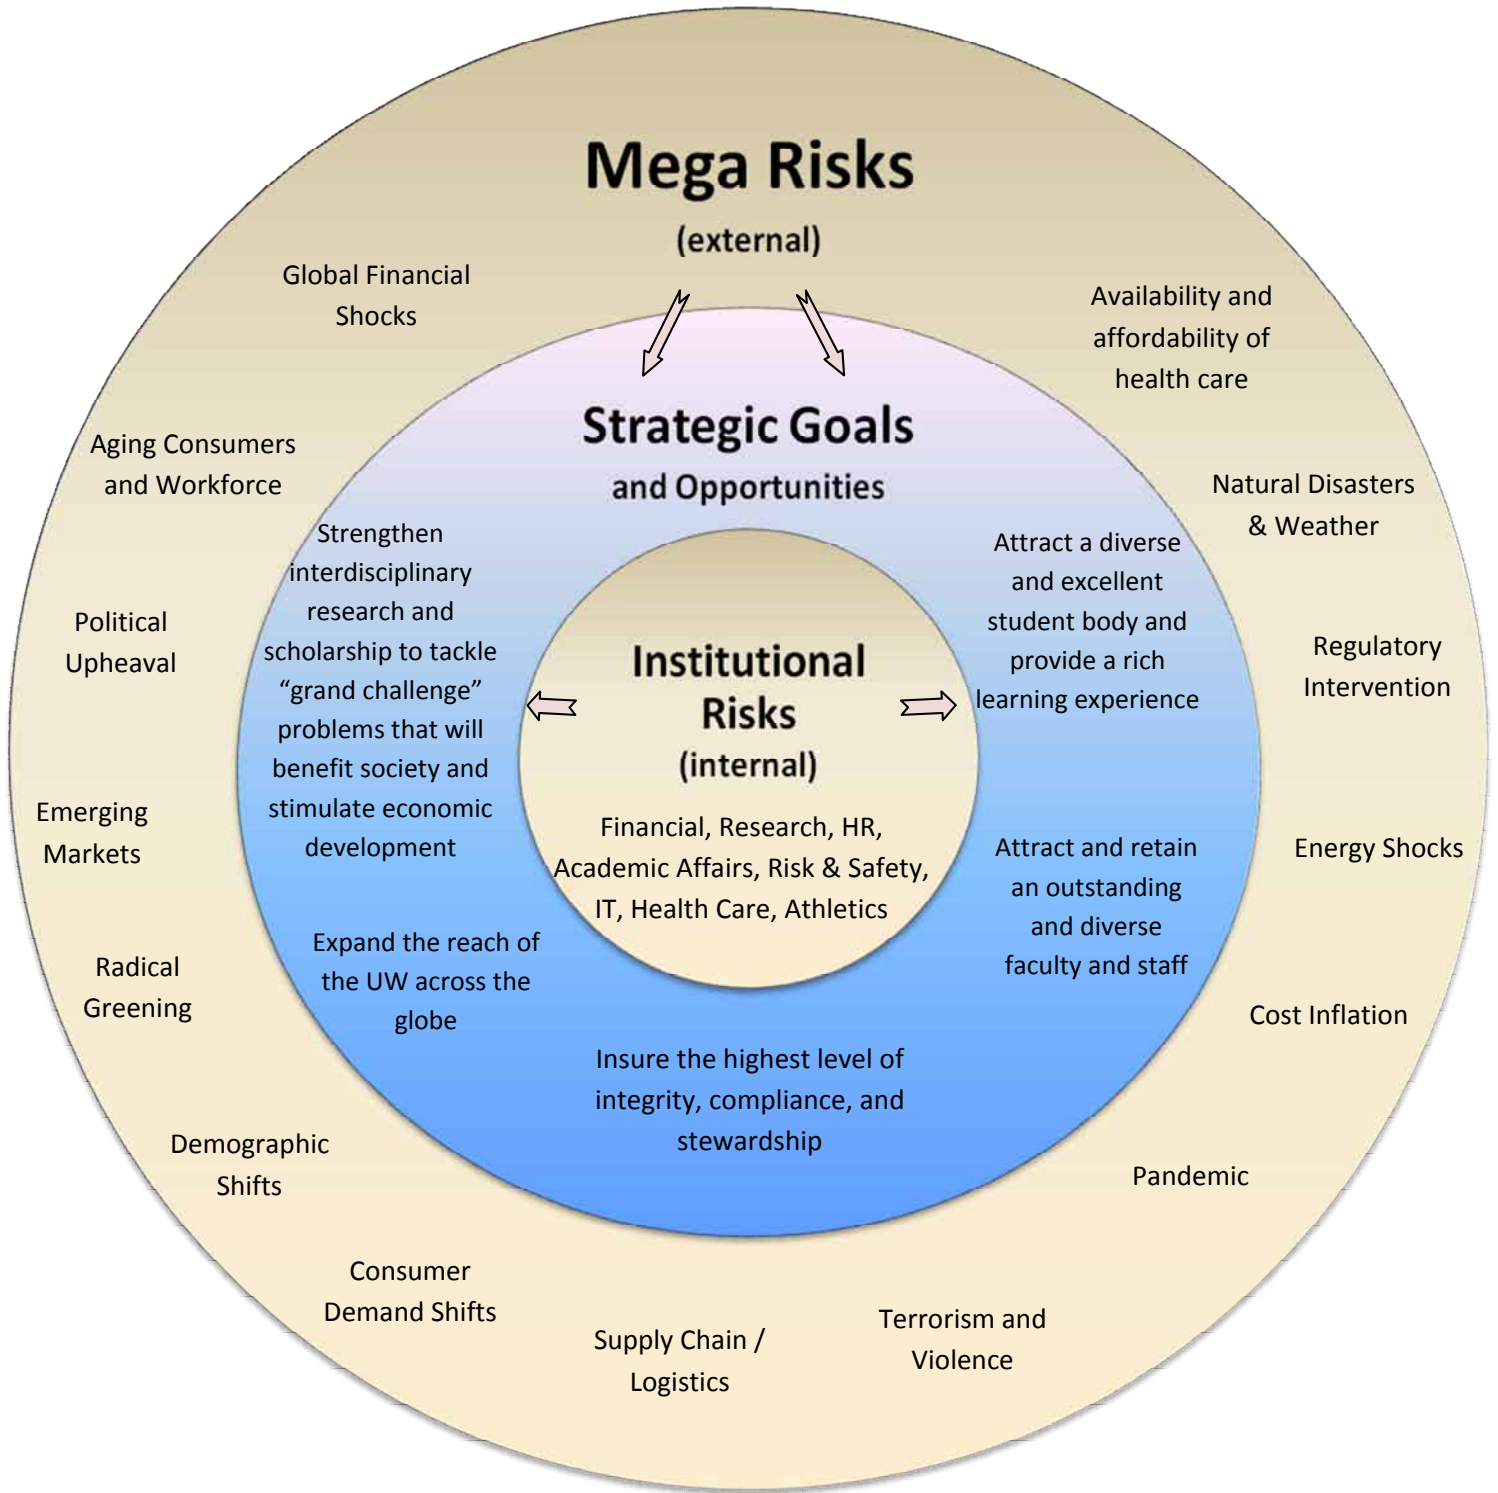 Mega Risks
(external)
Global Financial
Shocks
Availability and
affordability of
health care
Aging Consumers
and Workforce
Natural Disasters
& Weather
Political
Upheaval
Regulatory
Intervention
Emerging
Markets
Energy Shocks
Radical
Greening
Cost Inflation
Demographic
Shifts
Pandemic
Consumer
Demand Shifts
Supply Chain /
Logistics
Terrorism and
Violence
Strategic Goals
and Opportunities
Strengthen
interdisciplinary
research and
scholarship to tackle
“grand challenge”
problems that will
benefit society and
stimulate economic
development
Attract a diverse
and excellent
student body and
provide a rich
learning experience
Expand the reach of
the UW across the
globe
Attract and retain
an outstanding
and diverse
faculty and staff
Insure the highest level of
integrity, compliance, and
stewardship
Institutional
Risks
(internal)
Financial, Research, HR,
Academic Affairs, Risk & Safety,
IT, Health Care, Athletics